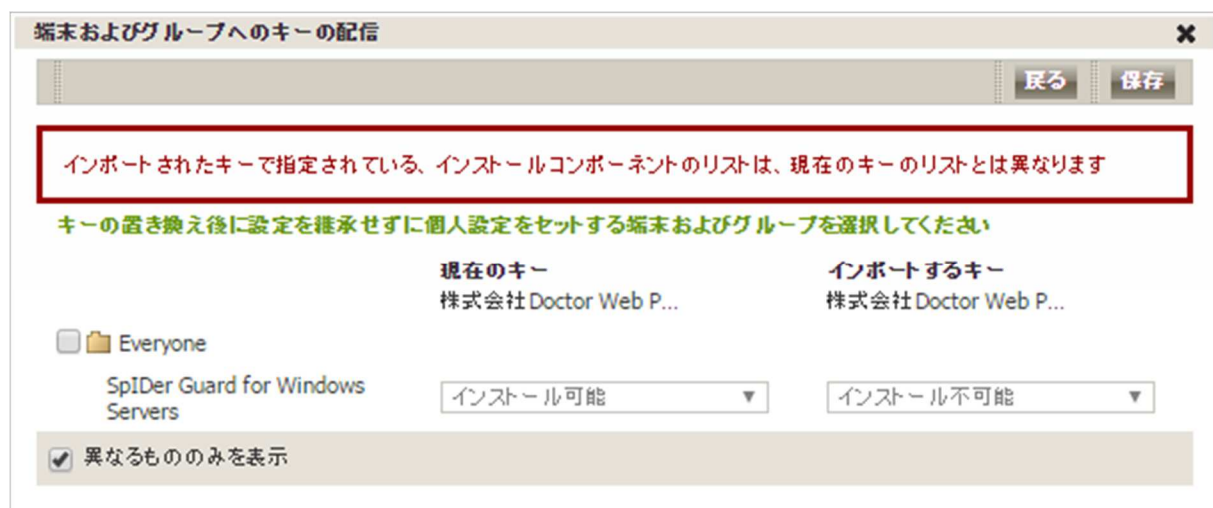 端末およびグループへのキーの配信
戻る 保存
インポートされたキーで指定されている、インストールコンポーネントのリストは、現在のキーのリストとは異なります
キーの置き換え後に設定を継承せずに個人設定をセットする端末およびグループを選択してください
現在のキー インポートするキー
株式会社Doctor Web P... 株式会社Doctor Web P...
Everyone
SpIDer Guard for Windows
Servers
インストール可能 インストール不可能
異なるもののみを表示